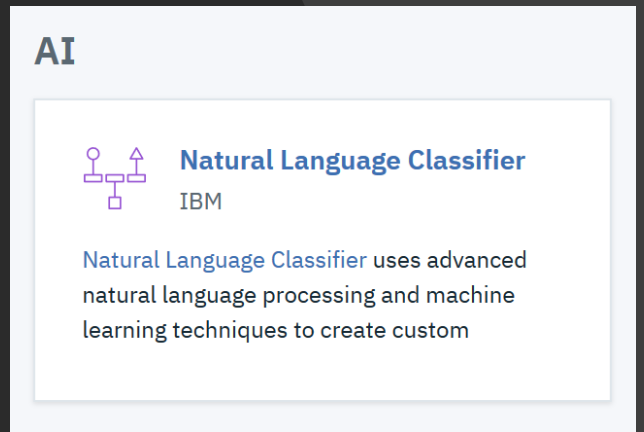 AI
Natural Language Classifier
IBM
Natural Language Classifier uses advanced
natural language processing and machine
learning techniques to create custom